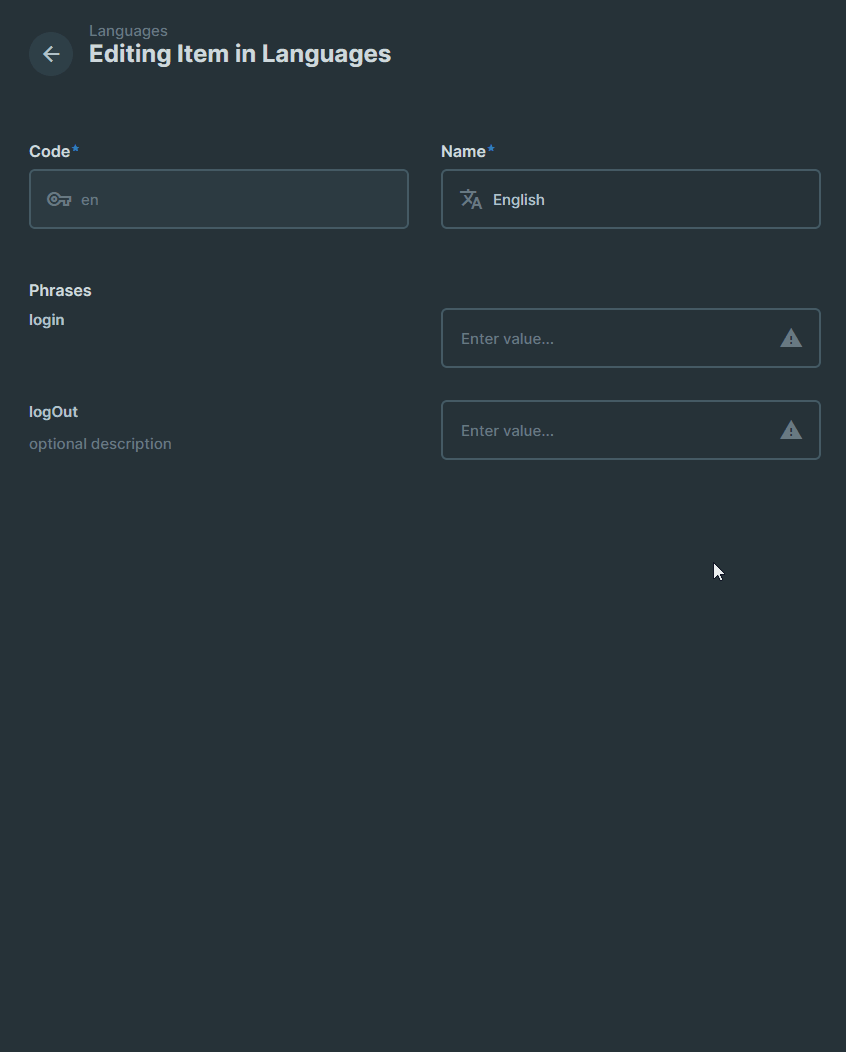 Languages
Editing Item in Languages
Code*
Name*
en
English
Phrases
login
Enter value...
logOut
optional description
Enter value...